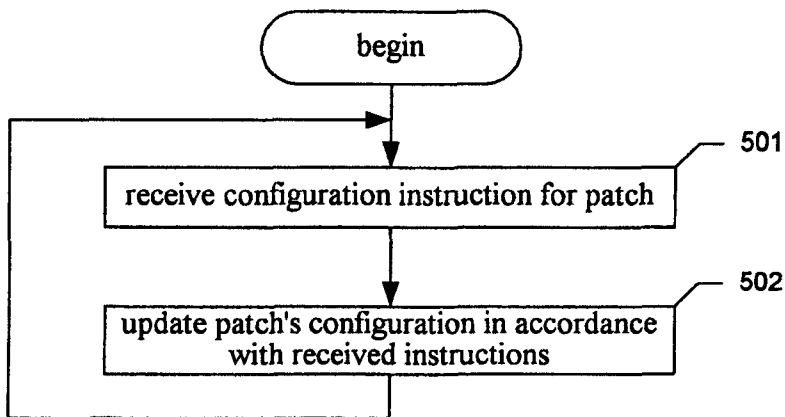 begin
501
receive configuration instruction for patch
502
update patch's configuration in accordance
with received instructions